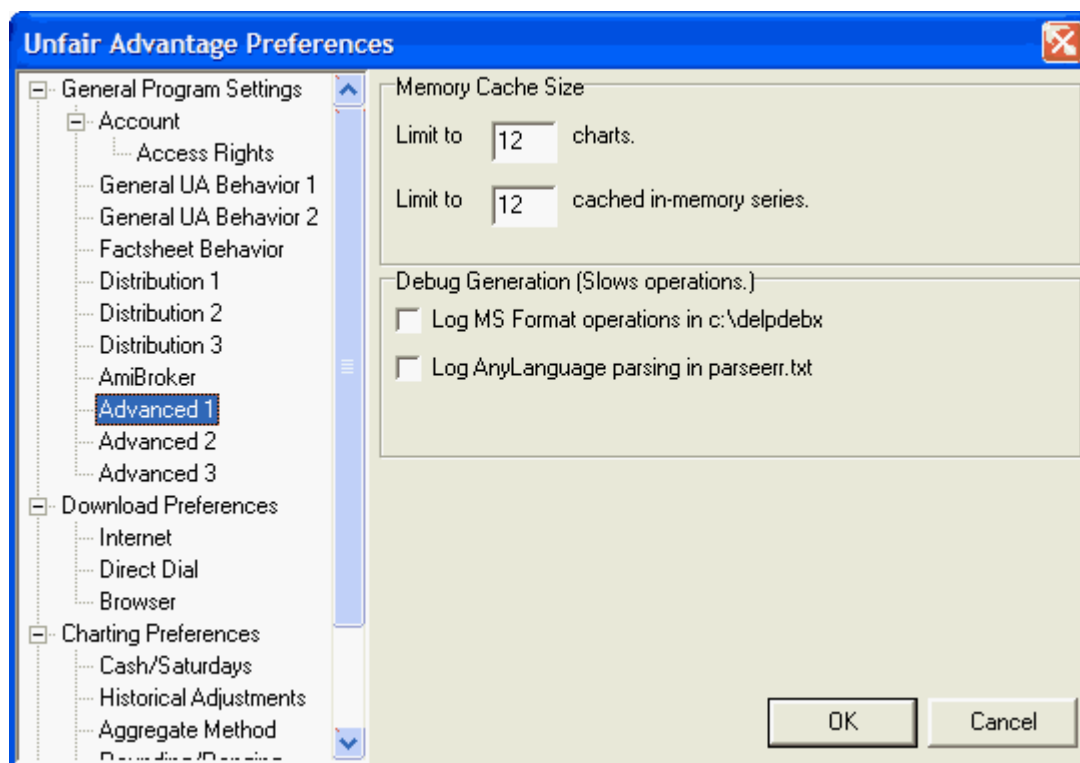 Unfair Advantage Preferences
General Program Settings
Account
Access Rights
General UA Behavior 1
General UA Behavior 2
Factsheet Behavior
Distribution 1
Distribution 2
Distribution 3
AmiBroker
Advanced 1
Advanced 2
Advanced 3
Download Preferences
Internet
Direct Dial
Browser
Charting Preferences
Cash/Saturdays
Historical Adjustments
Aggregate Method
Memory Cache Size
Limit to 12 charts.
Limit to 12 cached in-memory series.
Debug Generation (Slows operations.)
Log MS Format operations in c:\delpdebx
Log AnyLanguage parsing in parseerr.txt
OK Cancel